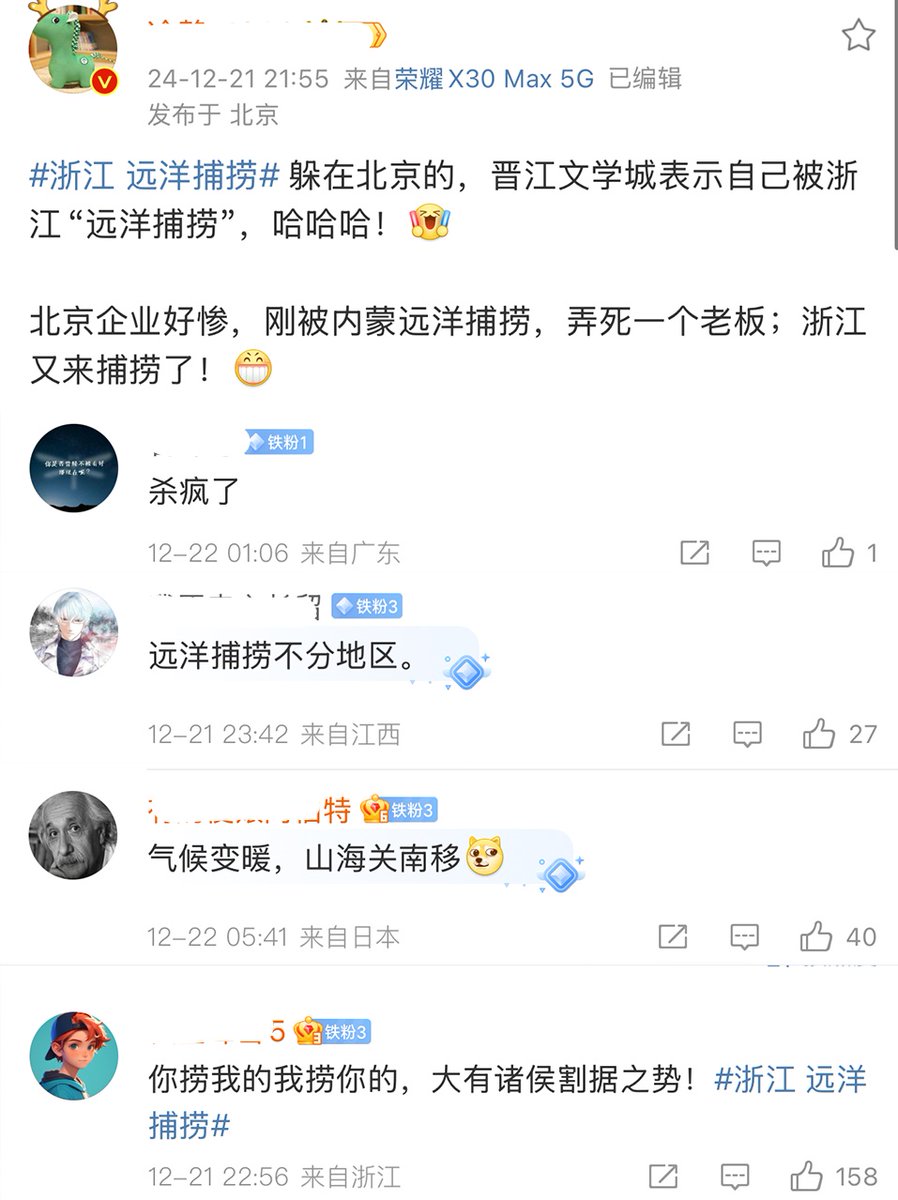 24-12-21 21:55 来自荣耀X30 Max 5G 已编辑
发布于 北京
#浙江 远洋捕捞# 躲在北京的，晋江文学城表示自己被浙
江“远洋捕捞”，哈哈哈！
北京企业好惨，刚被内蒙远洋捕捞，弄死一个老板；浙江
又来捕捞了！
铁粉1
杀疯了
12-22 01:06 来自广东
1
铁粉3
远洋捕捞不分地区。
12-21 23:42 来自江西
27
特 6 铁粉3
气候变暖，山海关南移
12-22 05:41 来自日本
40
5 3 铁粉3
你捞我的我捞你的，大有诸侯割据之势！#浙江 远洋
捕捞#
12-21 22:56 来自浙江
158